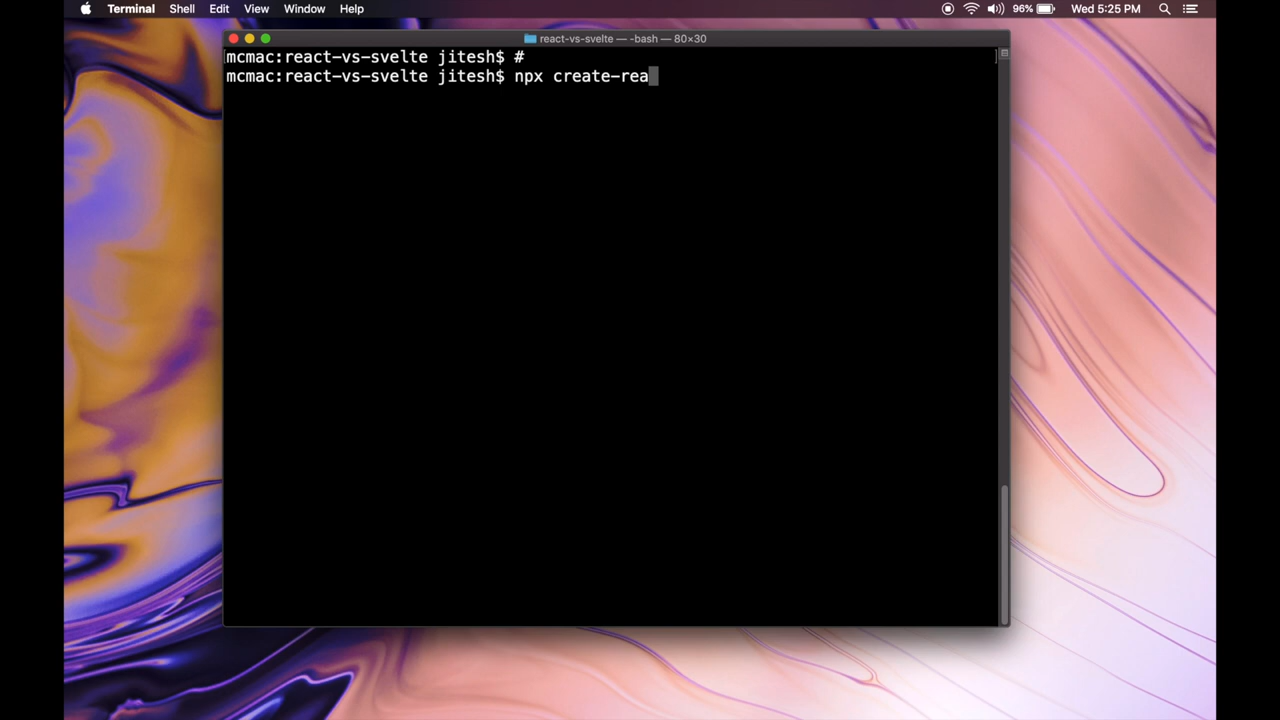 Terminal Shell Edit View Window Help 96% Wed 5:25 PM
react-vs-svelte — -bash — 80×30
mcmac:react-vs-svelte jitesh$ #
mcmac:react-vs-svelte jitesh$ npx create-rea